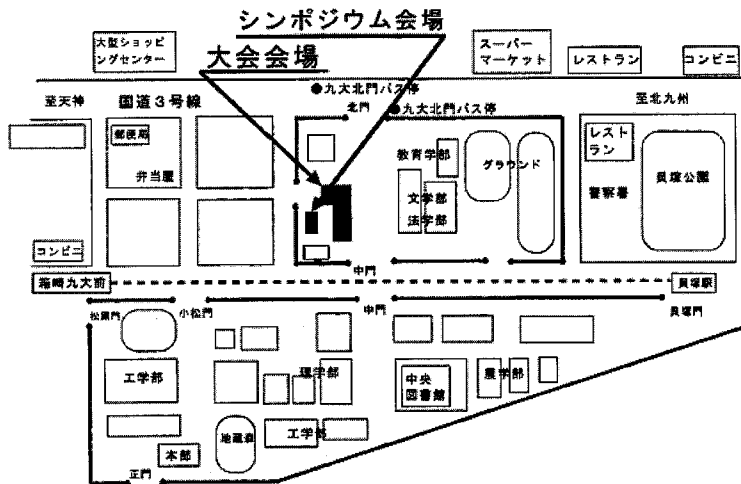 シンポジウム会場
大会会場
大型ショッピ
ングセンター
スーパー
マーケット
レストラン
コンビニ
●九大北門バス停
至天神
国道3号線
北門
●九大北門バス停
至北九州
郵便局
弁当屋
教育学部
グラウンド
レスト
ラン
警察署
貝塚公園
文学部
法学部
コンビニ
中門
箱崎九大前
貝塚駅
松原門
小松門
中門
貝塚門
工学部
理学部
中央
図書館
農学部
地蔵森
工学部
本部
正門